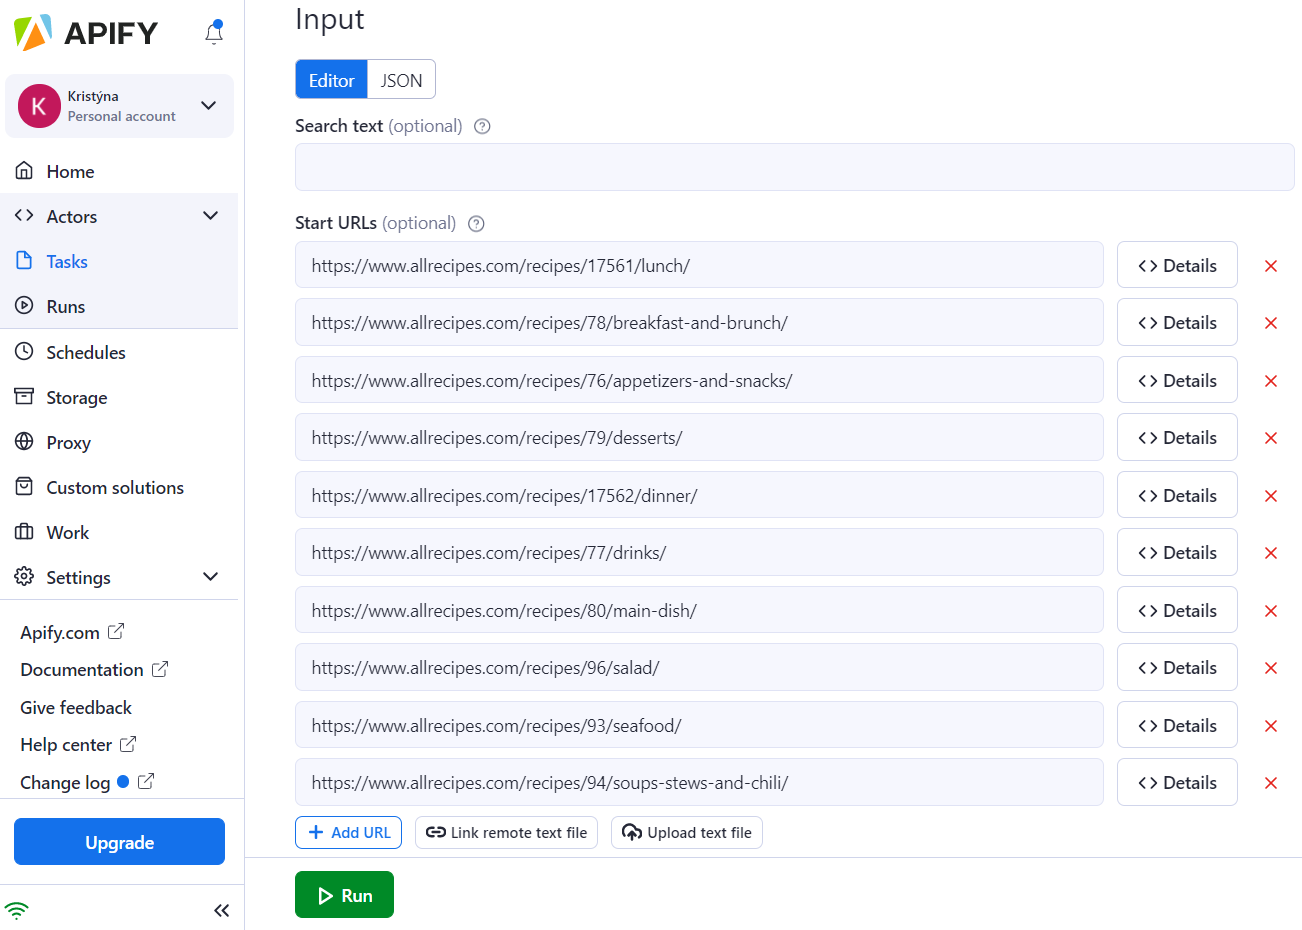 APIFY
K
Kristýna
Personal account
Home
Actors
Tasks
Runs
Schedules
Storage
Proxy
Custom solutions
Work
Settings
Apify.com
Documentation
Give feedback
Help center
Change log
Upgrade
Input
Editor JSON
Search text (optional) ?
Start URLs (optional) ?
https://www.allrecipes.com/recipes/17561/lunch/ <> Details
https://www.allrecipes.com/recipes/78/breakfast-and-brunch/ <> Details
https://www.allrecipes.com/recipes/76/appetizers-and-snacks/ <> Details
https://www.allrecipes.com/recipes/79/desserts/ <> Details
https://www.allrecipes.com/recipes/17562/dinner/ <> Details
https://www.allrecipes.com/recipes/77/drinks/ <> Details
https://www.allrecipes.com/recipes/80/main-dish/ <> Details
https://www.allrecipes.com/recipes/96/salad/ <> Details
https://www.allrecipes.com/recipes/93/seafood/ <> Details
https://www.allrecipes.com/recipes/94/soups-stews-and-chili/ <> Details
+ Add URL Link remote text file Upload text file
Run